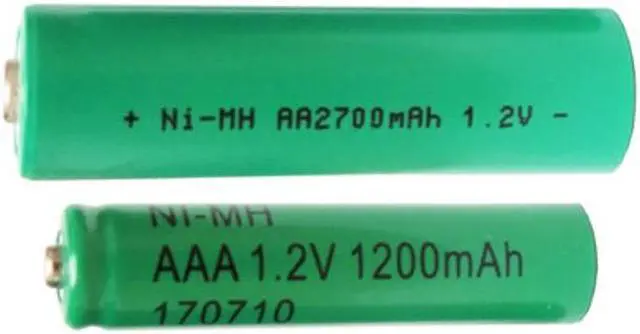 + Ni-MH AA2700mAh 1.2V -
NI-MH
AAA 1.2V 1200mAh
170710